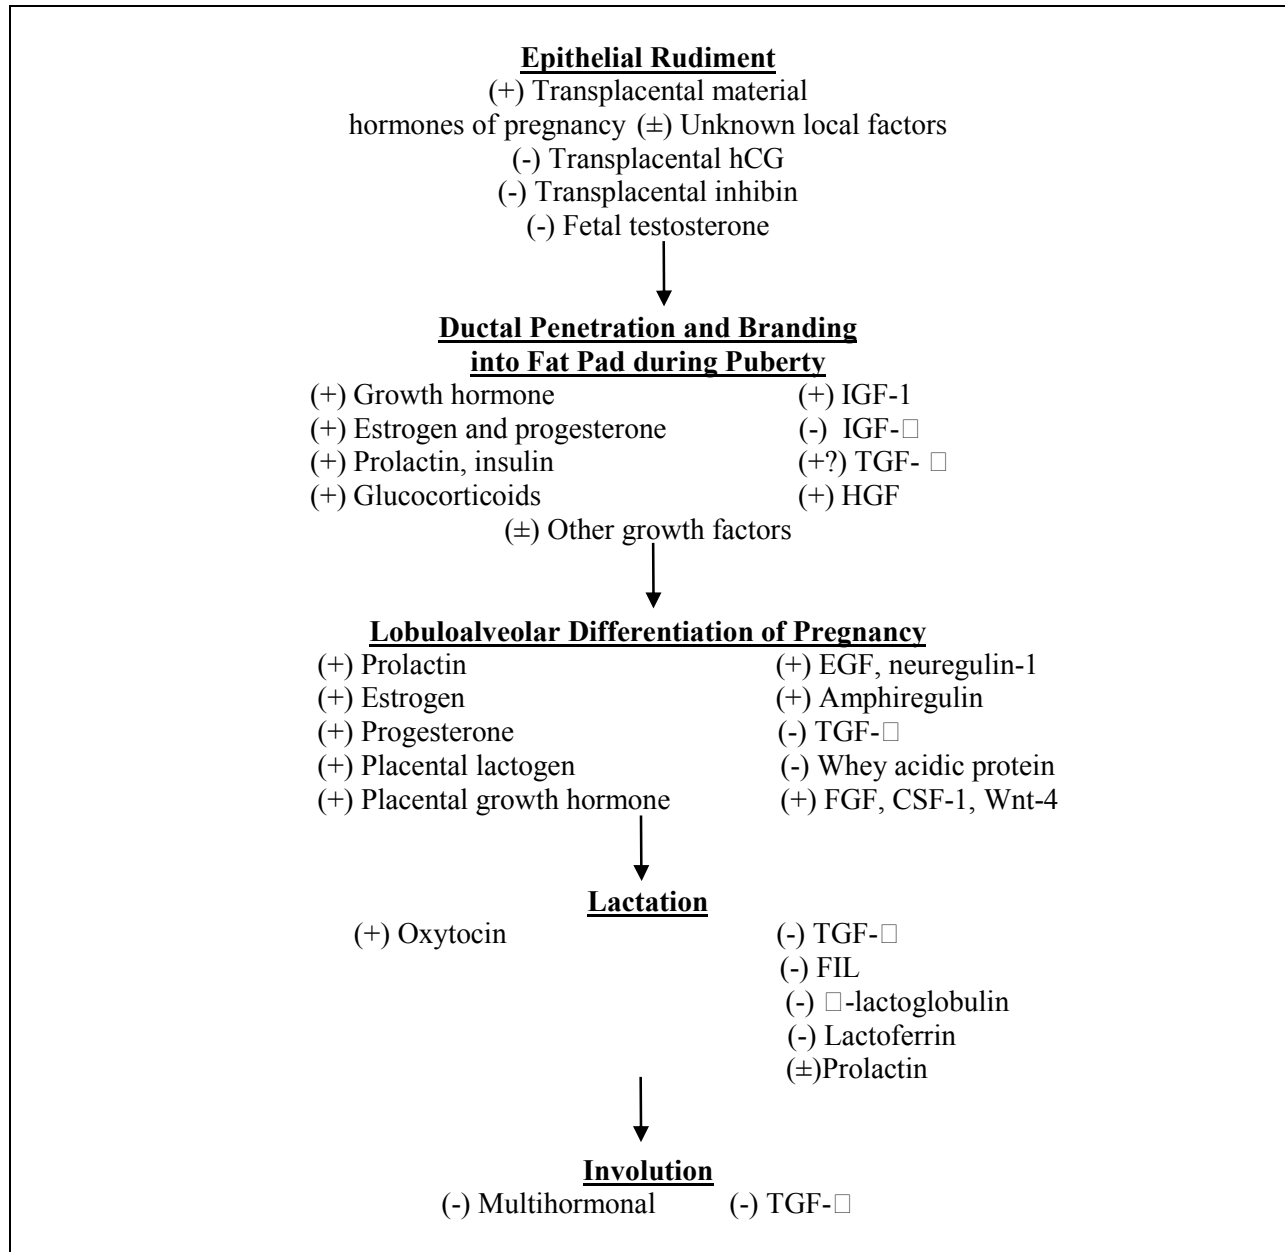 Epithelial Rudiment
(+) Transplacental material
hormones of pregnancy (±) Unknown local factors
(-) Transplacental hCG
(-) Transplacental inhibin
(-) Fetal testosterone
Ductal Penetration and Branding
into Fat Pad during Puberty
(+) Growth hormone (+) IGF-1
(+) Estrogen and progesterone (-) IGF-□
(+) Prolactin, insulin (+?) TGF- □
(+) Glucocorticoids (+) HGF
(±) Other growth factors
Lobuloalveolar Differentiation of Pregnancy
(+) Prolactin (+) EGF, neuregulin-1
(+) Estrogen (+) Amphiregulin
(+) Progesterone (-) TGF-□
(+) Placental lactogen (-) Whey acidic protein
(+) Placental growth hormone (+) FGF, CSF-1, Wnt-4
Lactation
(+) Oxytocin (-) TGF-□
(-) FIL
(-) □-lactoglobulin
(-) Lactoferrin
(±)Prolactin
Involution
(-) Multihormonal (-) TGF-□